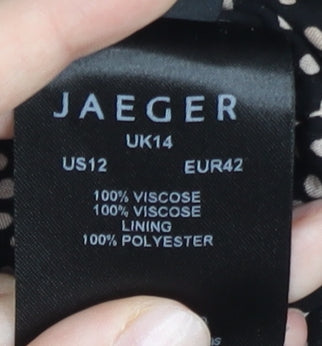 JAEGER
UK14
US12 EUR42
100% VISCOSE
100% VISCOSE
LINING
100% POLYESTER